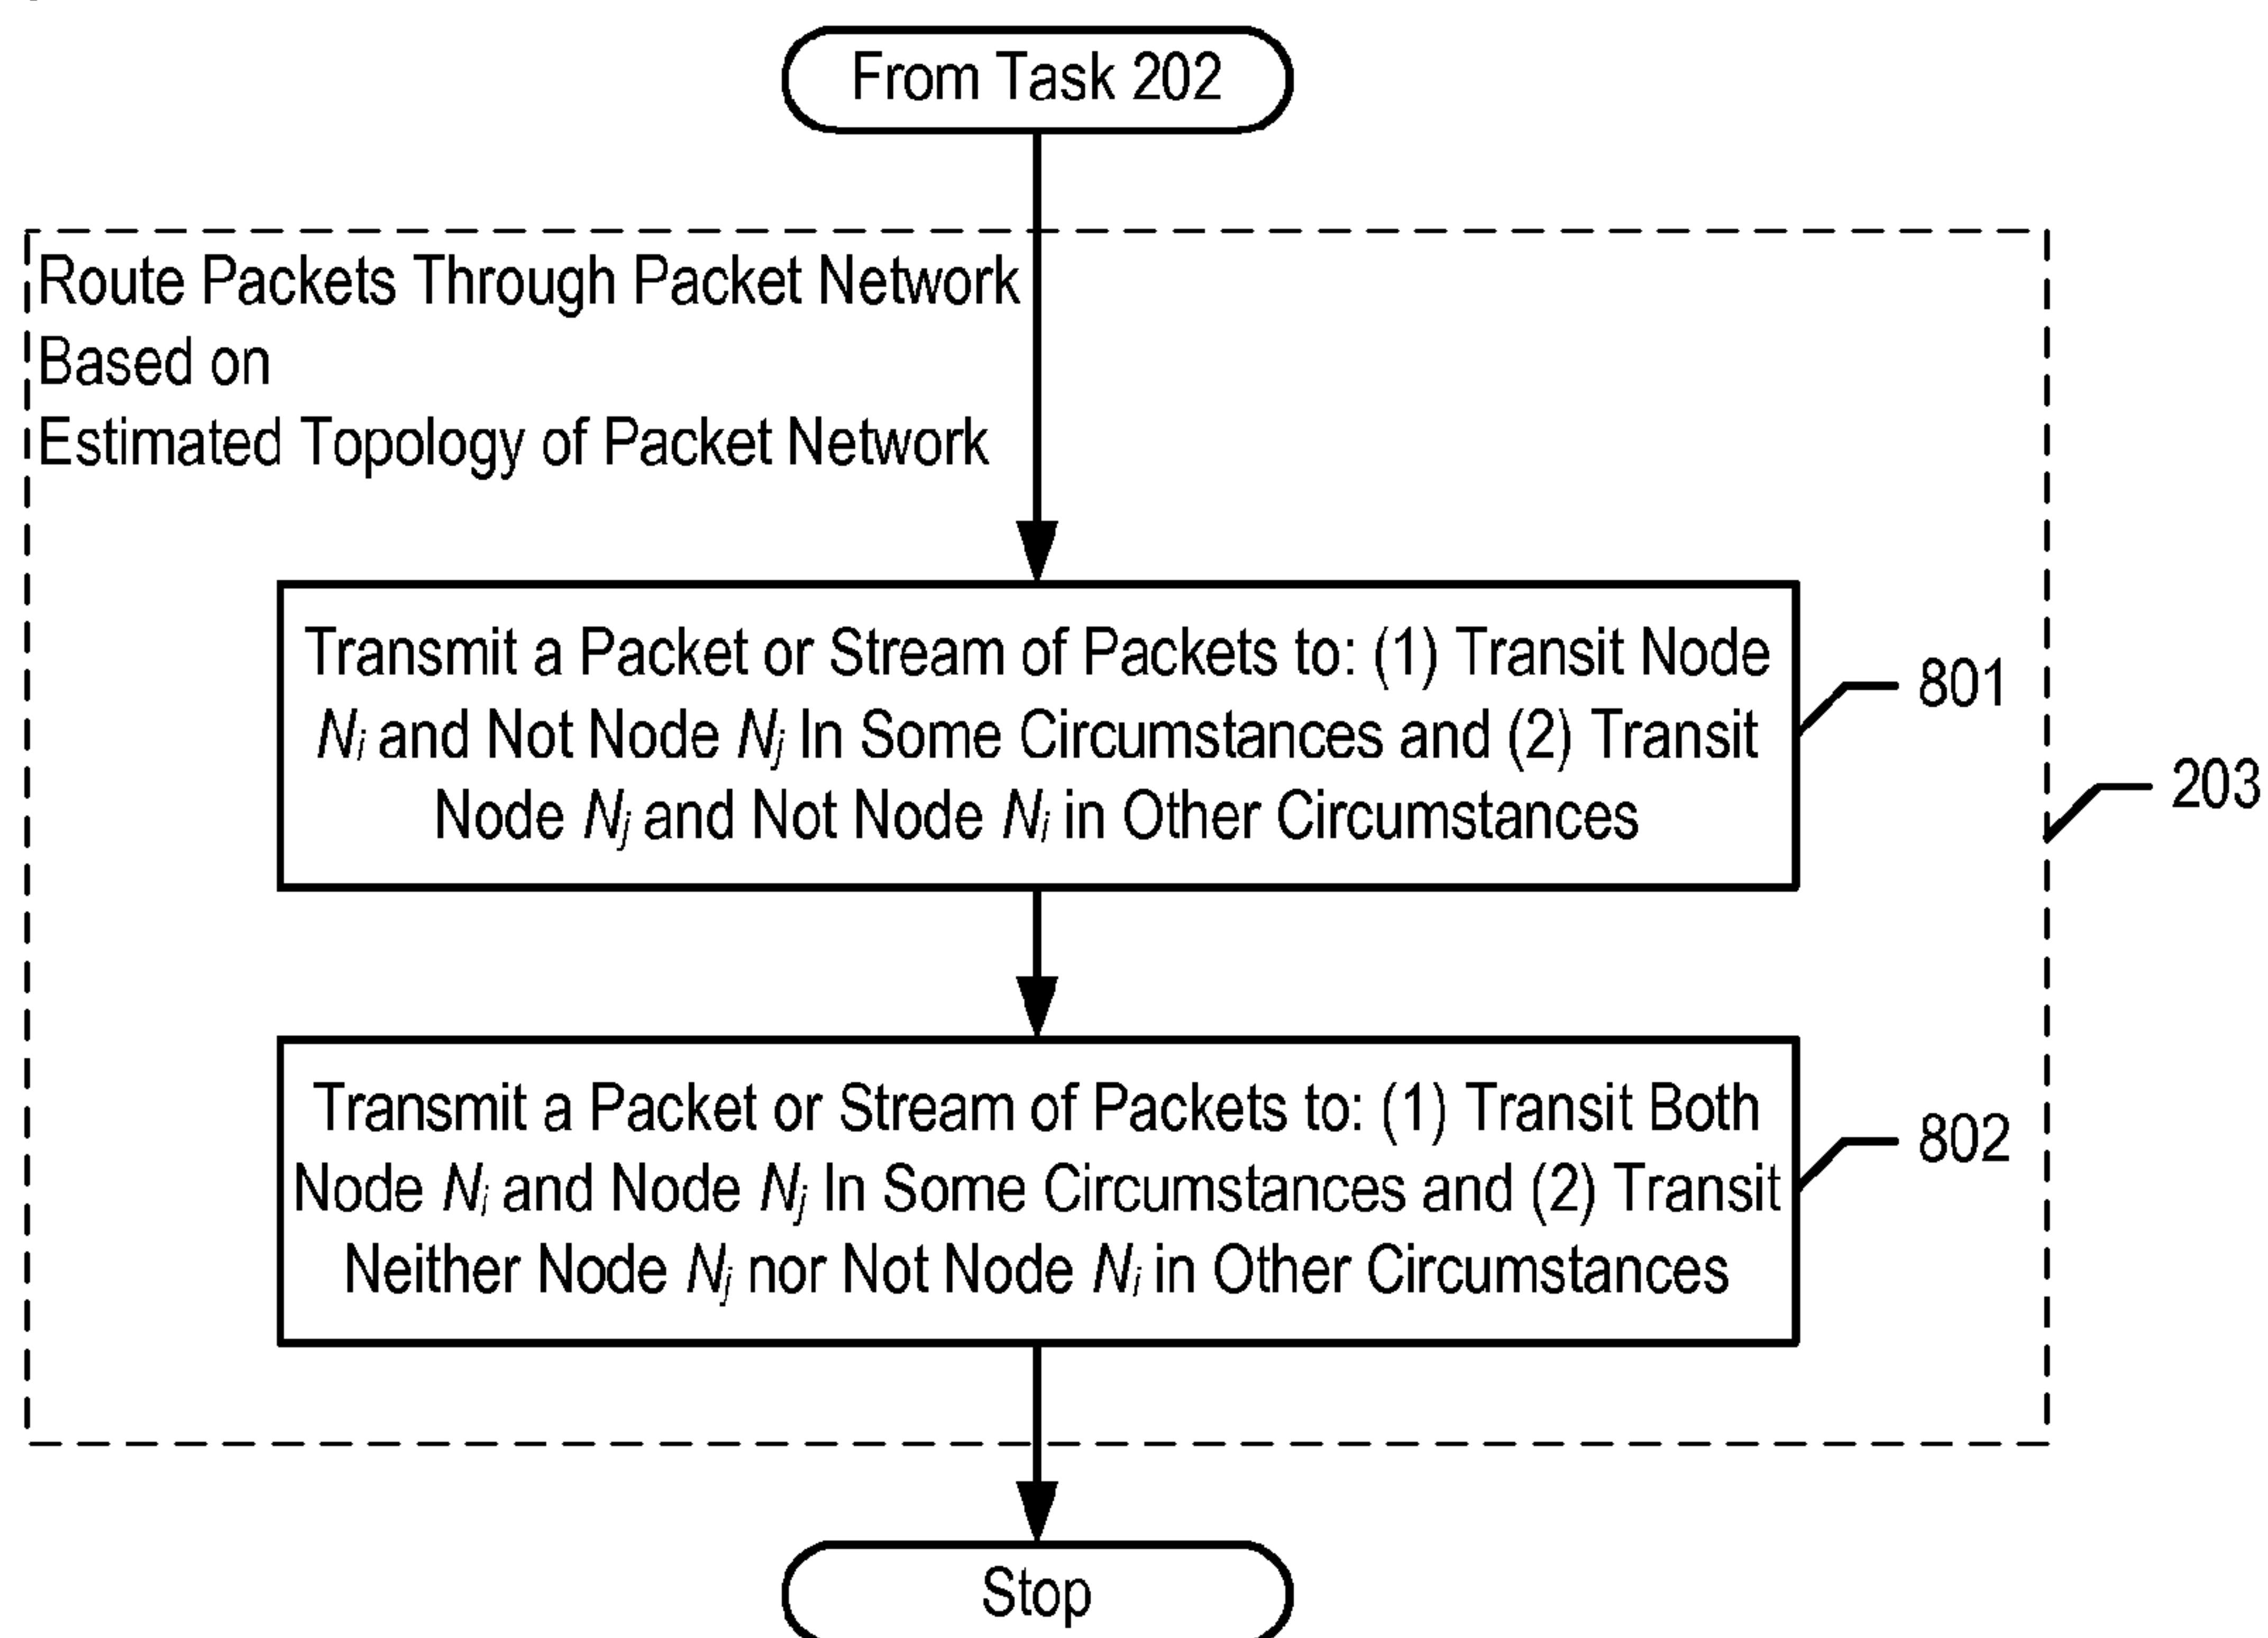 From Task 202
Route Packets Through Packet Network
Based on
Estimated Topology of Packet Network
Transmit a Packet or Stream of Packets to: (1) Transit Node
Ni and Not Node Nj In Some Circumstances and (2) Transit
Node Nj and Not Node Ni in Other Circumstances
801
203
Transmit a Packet or Stream of Packets to: (1) Transit Both
Node Ni and Node Nj In Some Circumstances and (2) Transit
Neither Node Nj nor Not Node Ni in Other Circumstances
802
Stop